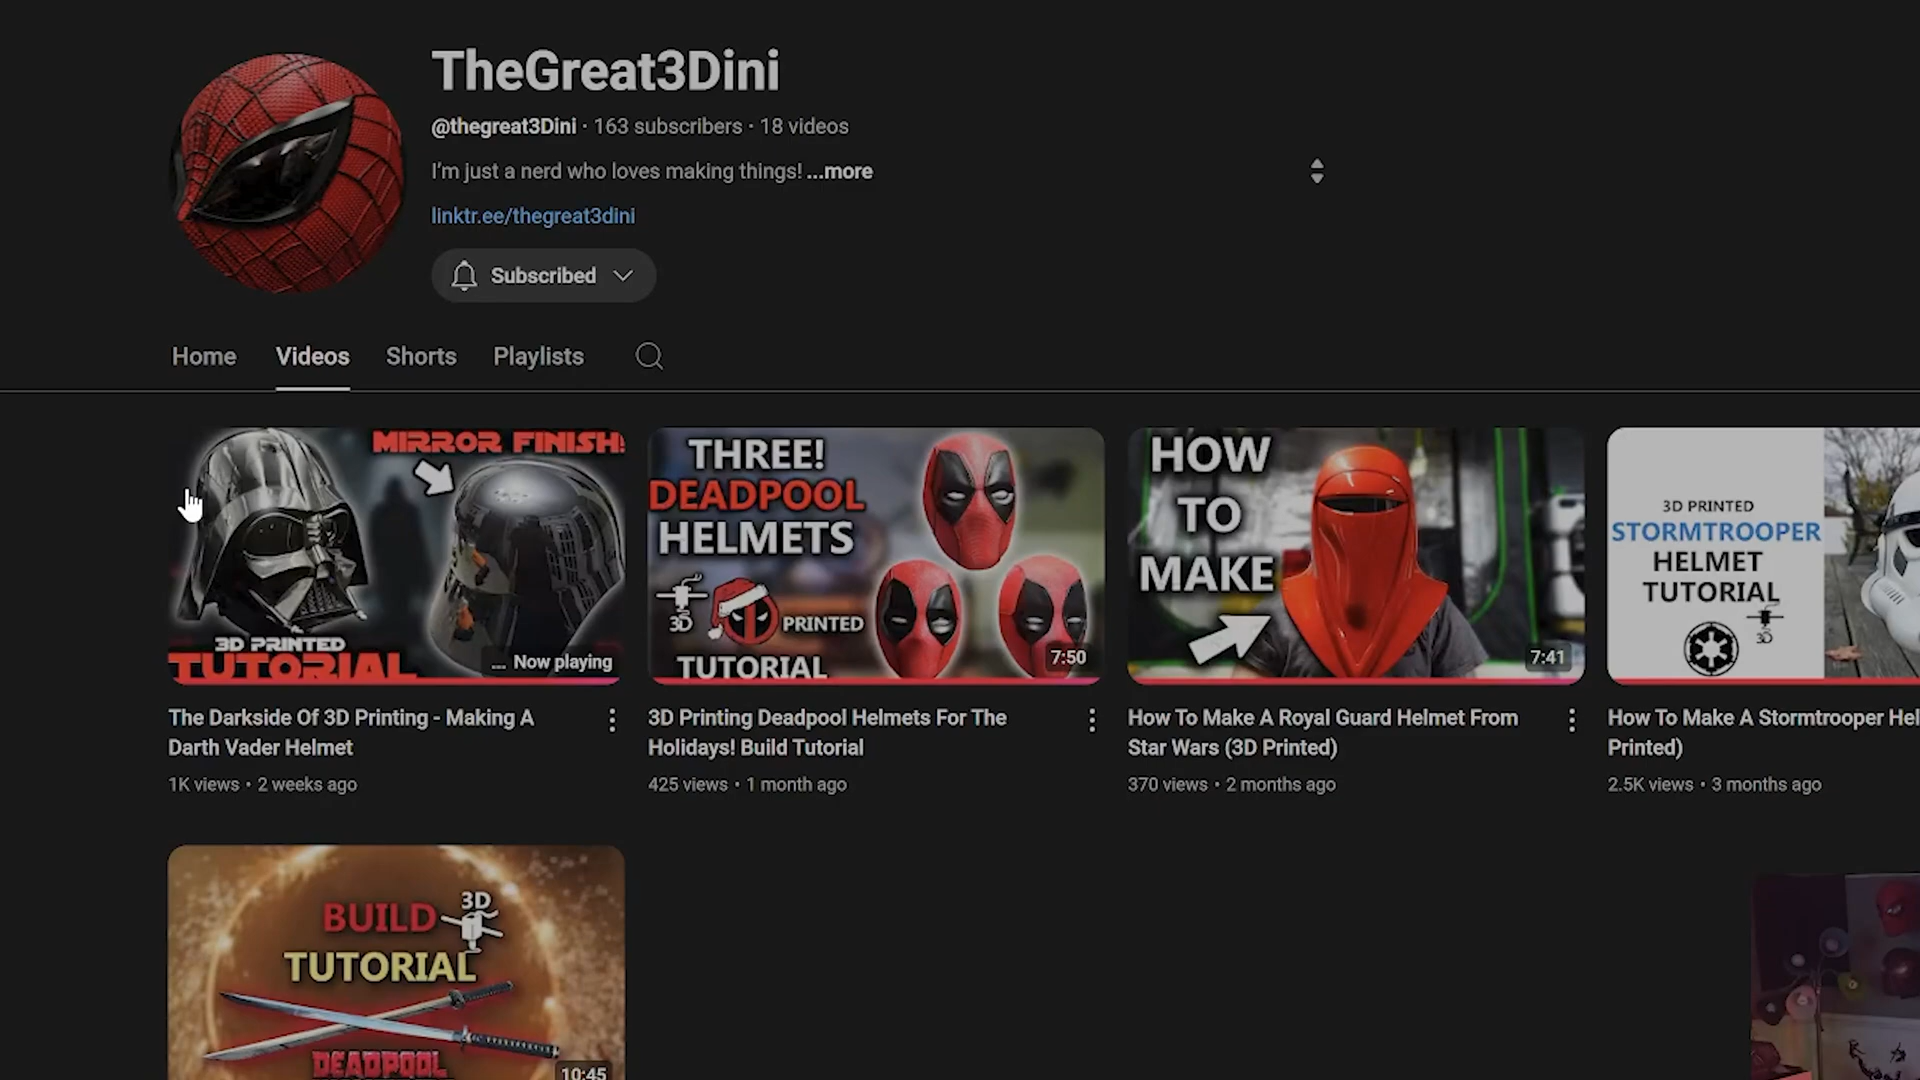 TheGreat3Dini
@thegreat3Dini · 163 subscribers · 18 videos
I'm just a nerd who loves making things! ...more
linktr.ee/thegreat3dini
Subscribed
Home Videos Shorts Playlists
MIRROR FINISH!
3D PRINTED
TUTORIAL
... Now playing
THREE!
DEADPOOL
HELMETS
3D PRINTED
TUTORIAL
7:50
HOW
TO
MAKE
7:41
3D PRINTED
STORMTROOPER
HELMET
TUTORIAL
3D
The Darkside Of 3D Printing - Making A
Darth Vader Helmet
1K views • 2 weeks ago
3D Printing Deadpool Helmets For The
Holidays! Build Tutorial
425 views • 1 month ago
How To Make A Royal Guard Helmet From
Star Wars (3D Printed)
370 views • 2 months ago
How To Make A Stormtrooper Hel
Printed)
2.5K views • 3 months ago
BUILD 3D
TUTORIAL
DEADPOOL
10:45